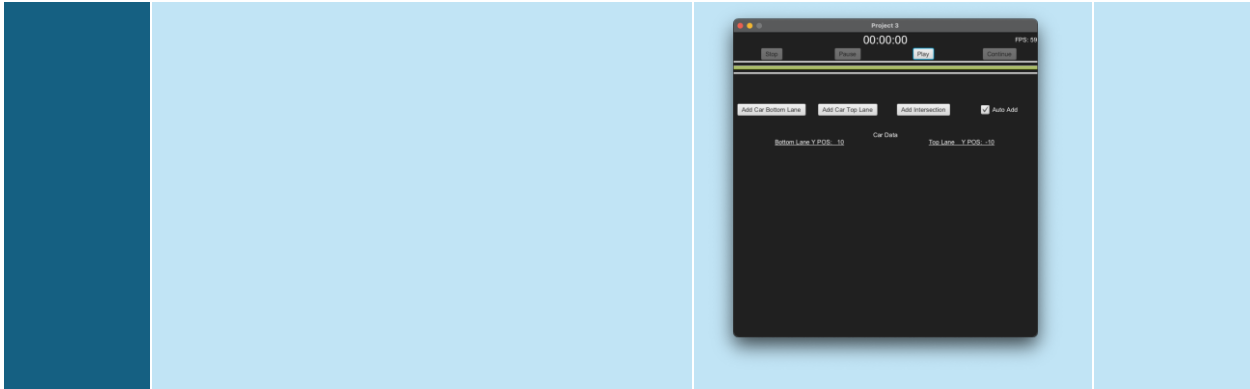 Project 3
00:00:00
FPS: 59
Stop Pause Play Continue
Add Car Bottom Lane Add Car Top Lane Add Intersection Auto Add
Car Data
Bottom Lane Y POS: 10 Top Lane Y POS: -10